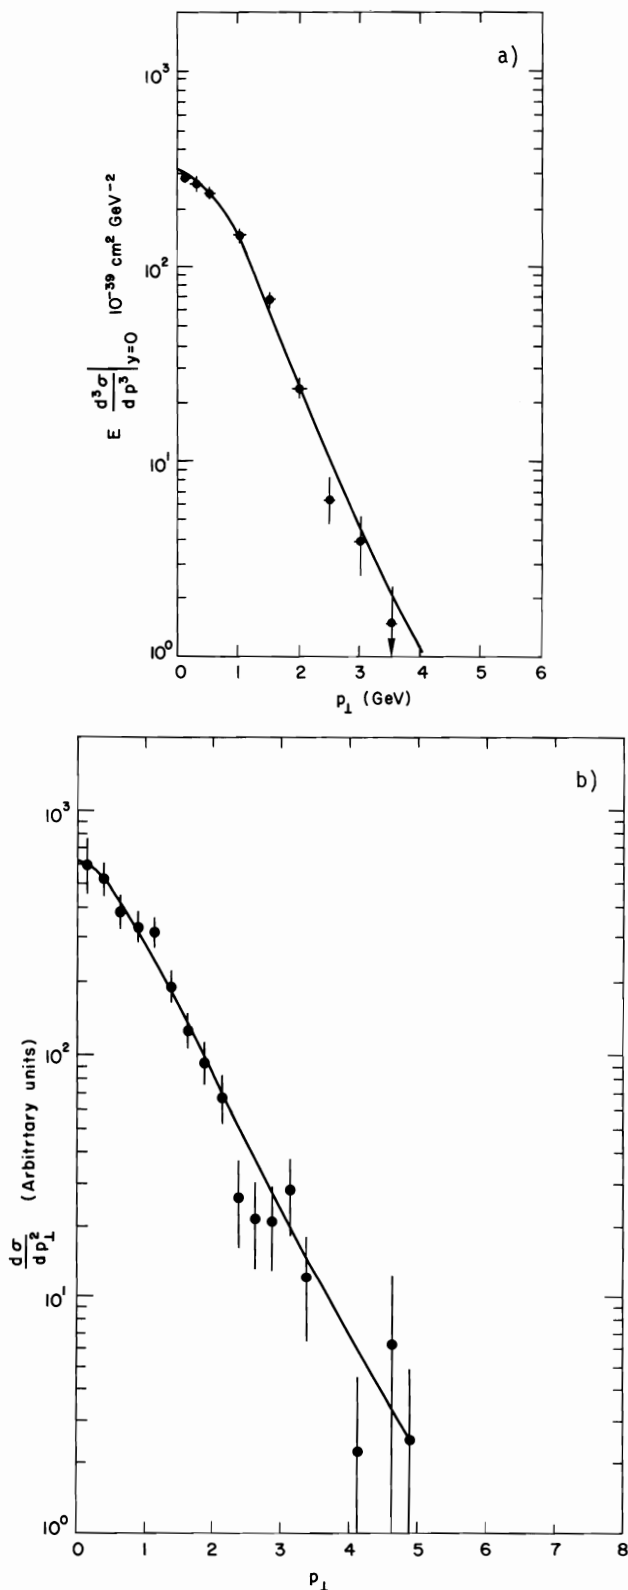 a)
10³
10²
10¹
10⁰
E d³σ/dp³|y=0 10⁻³⁹ cm² GeV⁻²
0 1 2 3 4 5 6
p⊥ (GeV)
b)
10³
10²
10¹
10⁰
dσ/dp⊥² (Arbitrtary units)
0 1 2 3 4 5 6 7 8
p⊥